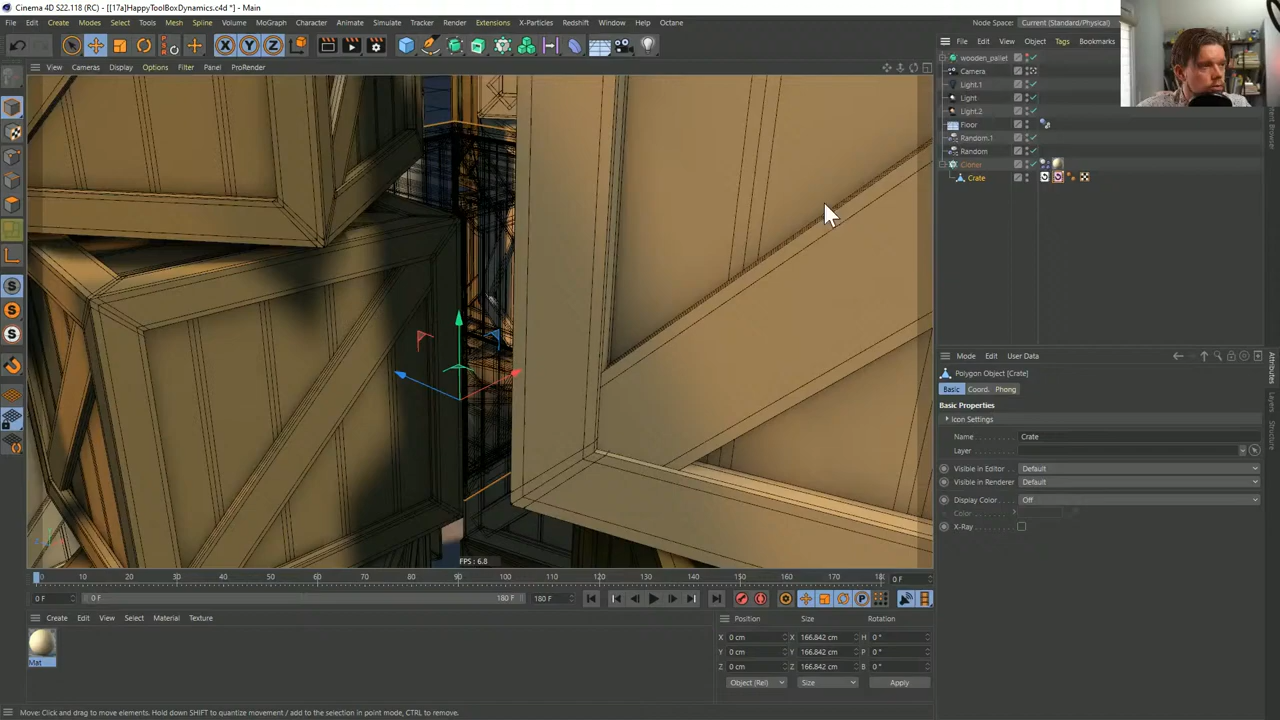 Cinema 4D S22.118 (RC) - [[17a]HappyToolBoxDynamics.c4d *] - Main
File Edit Create Modes Select Tools Mesh Spline Volume MoGraph Character Animate Simulate Tracker Render Extensions X-Particles Redshift Window Help Octane
Node Space: Current (Standard/Physical)
View Cameras Display Options Filter Panel ProRender
File Edit View Object Tags Bookmarks
wooden_pallet
Camera
Light.1
Light
Light.2
Floor
Random.1
Random
Cloner
Crate
Attributes
Layers
Structure
Mode Edit User Data
Polygon Object [Crate]
Basic Coord. Phong
Basic Properties
Icon Settings
Name Crate
Layer
Visible in Editor Default
Visible in Renderer Default
Display Color Off
Color
X-Ray
FPS : 6.8
0 10 20 30 40 50 60 70 80 90 100 110 120 130 140 150 160 170 180 0 F
0 F 0 F 180 F 180 F
Create Edit View Select Material Texture
Mat
Position Size Rotation
X 0 cm X 166.842 cm H 0 °
Y 0 cm Y 166.842 cm P 0 °
Z 0 cm Z 166.842 cm B 0 °
Object (Rel) Size Apply
Move: Click and drag to move elements. Hold down SHIFT to quantize movement / add to the selection in point mode, CTRL to remove.